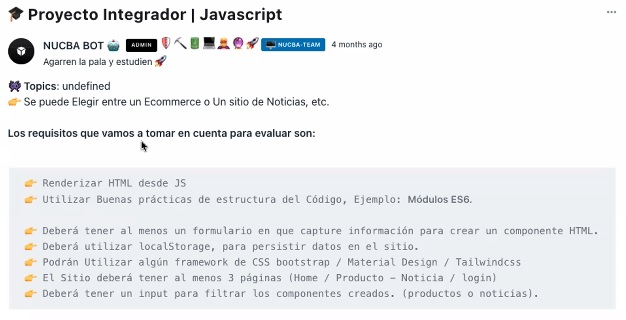 🎓 Proyecto Integrador | Javascript
NUCBA BOT 🤖 ADMIN NUCBA-TEAM 4 months ago
Agarren la pala y estudien 🚀
Topics: undefined
👉 Se puede Elegir entre un Ecommerce o Un sitio de Noticias, etc.
Los requisitos que vamos a tomar en cuenta para evaluar son:
👉 Renderizar HTML desde JS
👉 Utilizar Buenas prácticas de estructura del Código, Ejemplo: Módulos ES6.
👉 Deberá tener al menos un formulario en que capture información para crear un componente HTML.
👉 Deberá utilizar localStorage, para persistir datos en el sitio.
👉 Podrán Utilizar algún framework de CSS bootstrap / Material Design / Tailwindcss
👉 El Sitio deberá tener al menos 3 páginas (Home / Producto – Noticia / login)
👉 Deberá tener un input para filtrar los componentes creados. (productos o noticias).